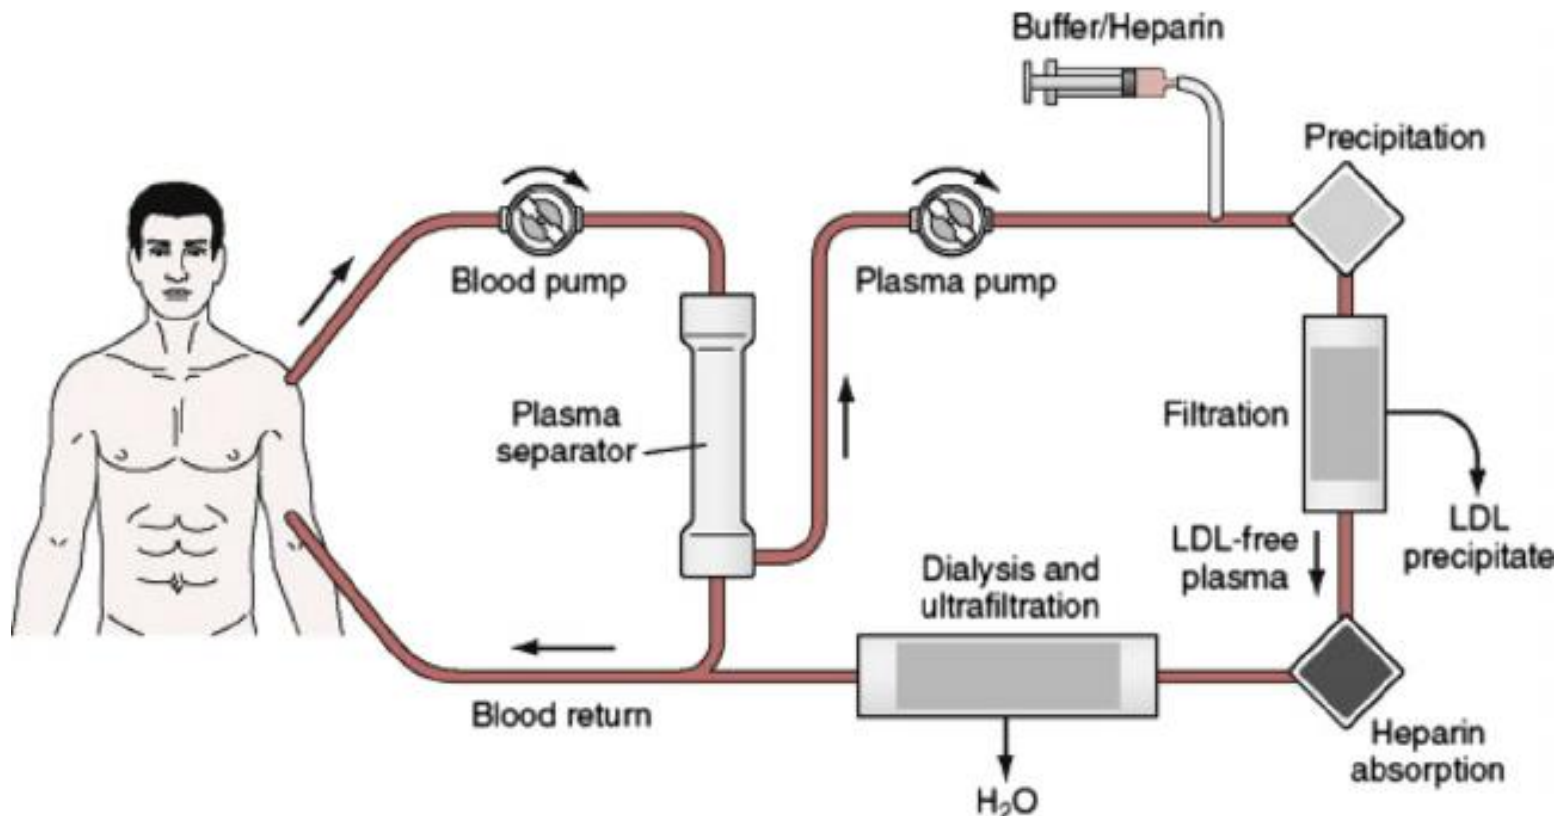 Buffer/Heparin
Precipitation
Blood pump
Plasma pump
Plasma
separator
Filtration
LDL
precipitate
LDL-free
plasma
Dialysis and
ultrafiltration
Blood return
Heparin
absorption
H₂O